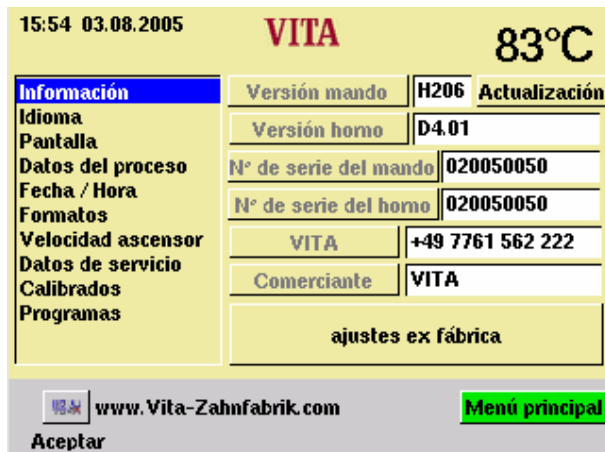 15:54 03.08.2005
VITA
83°C
Información
Idioma
Pantalla
Datos del proceso
Fecha / Hora
Formatos
Velocidad ascensor
Datos de servicio
Calibrados
Programas
Versión mando H206 Actualización
Versión horno D4.01
Nº de serie del mando 020050050
Nº de serie del horno 020050050
VITA +49 7761 562 222
Comerciante VITA
ajustes ex fábrica
www.Vita-Zahnfabrik.com
Menú principal
Aceptar